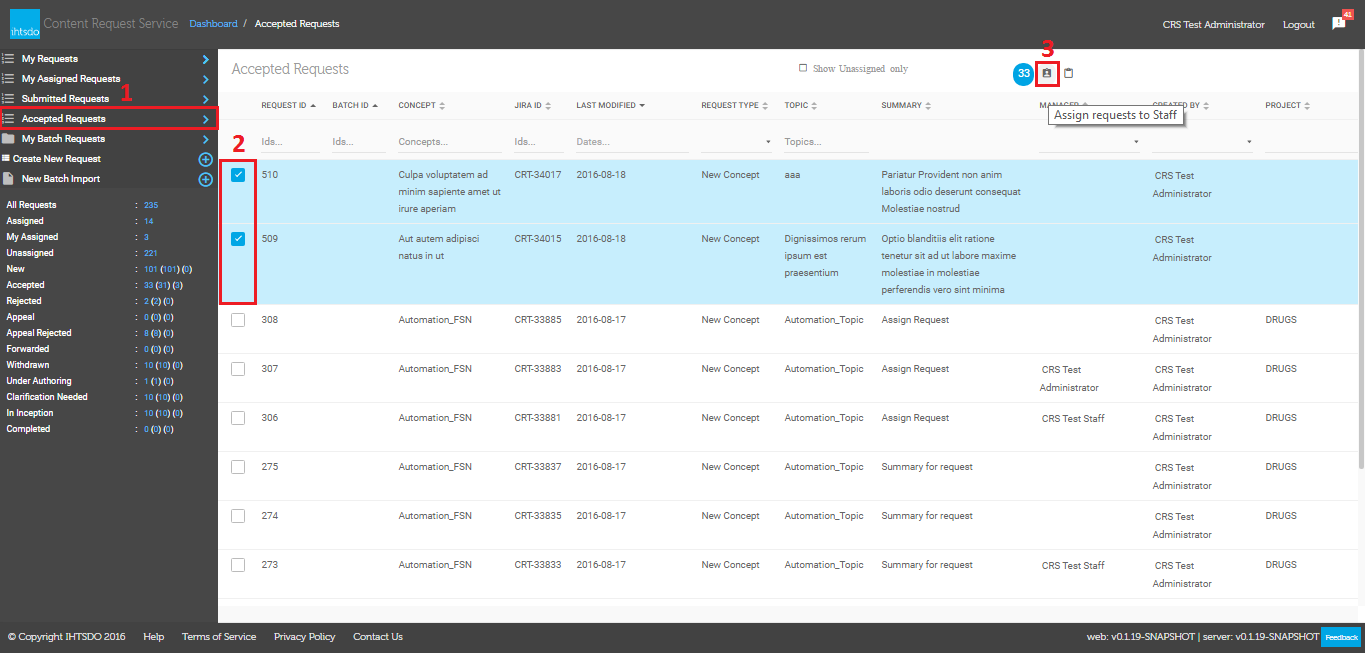 ihtsdo Content Request Service Dashboard / Accepted Requests CRS Test Administrator Logout 41
My Requests
My Assigned Requests
Submitted Requests 1
Accepted Requests
My Batch Requests
Create New Request
New Batch Import
All Requests : 235
Assigned : 14
My Assigned : 3
Unassigned : 221
New : 101 (101) (0)
Accepted : 33 (31) (3)
Rejected : 2 (2) (0)
Appeal : 0 (0) (0)
Appeal Rejected : 8 (8) (0)
Forwarded : 0 (0) (0)
Withdrawn : 10 (10) (0)
Under Authoring : 1 (1) (0)
Clarification Needed : 10 (10) (0)
In Inception : 10 (10) (0)
Completed : 0 (0) (0)
Accepted Requests Show Unassigned only 33 3
REQUEST ID BATCH ID CONCEPT JIRA ID LAST MODIFIED REQUEST TYPE TOPIC SUMMARY MANAGER CREATED BY PROJECT
Assign requests to Staff
2 Ids... Ids... Concepts... Ids... Dates... Topics...
510 Culpa voluptatem ad CRT-34017 2016-08-18 New Concept aaa Pariatur Provident non anim CRS Test
minim sapiente amet ut laboris odio deserunt consequat Administrator
irure aperiam Molestiae nostrud
509 Aut autem adipisci CRT-34015 2016-08-18 New Concept Dignissimos rerum Optio blanditiis elit ratione CRS Test
natus in ut ipsum est tenetur sit ad ut labore maxime Administrator
praesentium molestiae in molestiae
perferendis vero sint minima
308 Automation_FSN CRT-33885 2016-08-17 New Concept Automation_Topic Assign Request CRS Test DRUGS
Administrator
307 Automation_FSN CRT-33883 2016-08-17 New Concept Automation_Topic Assign Request CRS Test CRS Test DRUGS
Administrator Administrator
306 Automation_FSN CRT-33881 2016-08-17 New Concept Automation_Topic Assign Request CRS Test Staff CRS Test DRUGS
Administrator
275 Automation_FSN CRT-33837 2016-08-17 New Concept Automation_Topic Summary for request CRS Test DRUGS
Administrator
274 Automation_FSN CRT-33835 2016-08-17 New Concept Automation_Topic Summary for request CRS Test DRUGS
Administrator
273 Automation_FSN CRT-33833 2016-08-17 New Concept Automation_Topic Summary for request CRS Test Staff CRS Test DRUGS
Administrator
© Copyright IHTSDO 2016 Help Terms of Service Privacy Policy Contact Us web: v0.1.19-SNAPSHOT | server: v0.1.19-SNAPSHOT Feedback